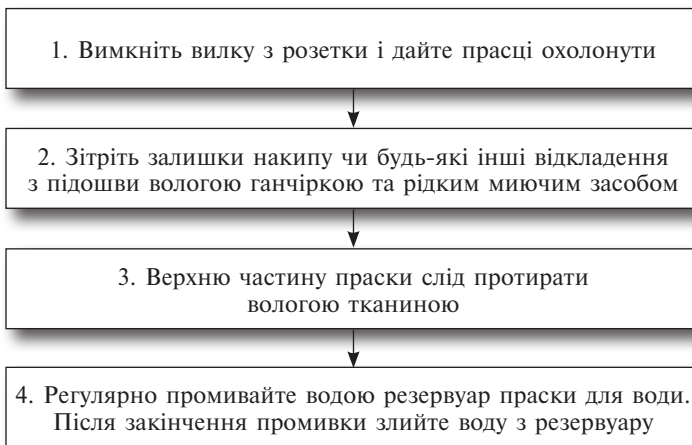 1. Вимкніть вилку з розетки і дайте прасці охолонути
2. Зітріть залишки накипу чи будь-які інші відкладення
з підошви вологою ганчіркою та рідким миючим засобом
3. Верхню частину праски слід протирати
вологою тканиною
4. Регулярно промивайте водою резервуар праски для води.
Після закінчення промивки злийте воду з резервуару